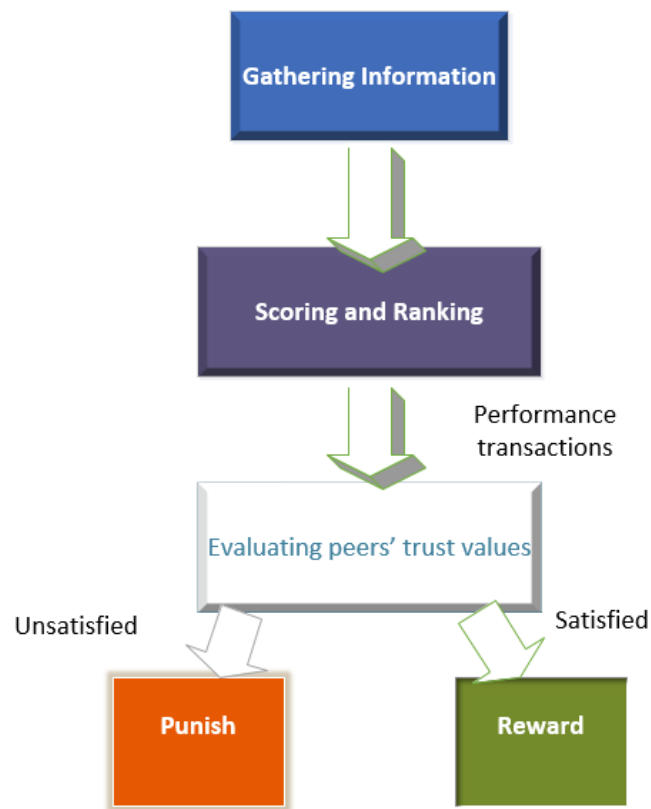 Gathering Information
Scoring and Ranking
Performance
transactions
Evaluating peers’ trust values
Unsatisfied
Satisfied
Punish
Reward